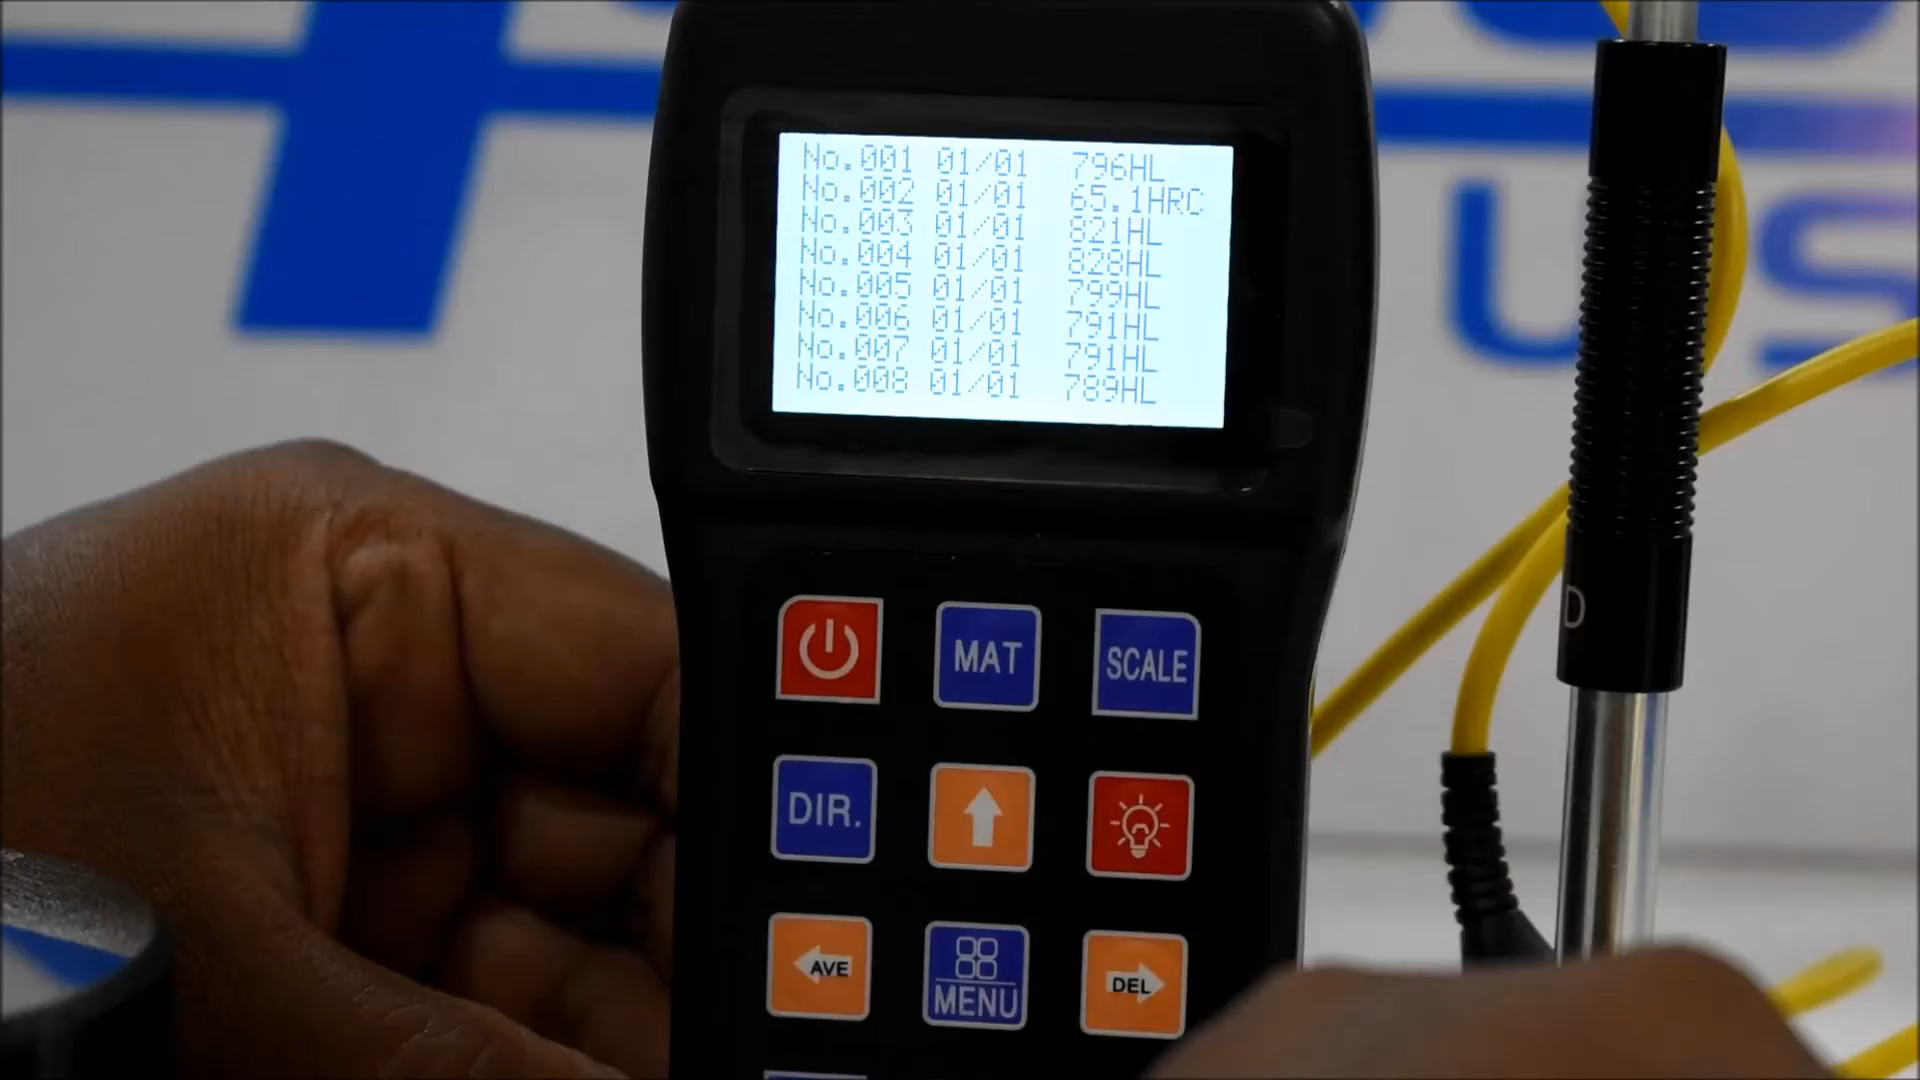 No.001 01/01 796HL
No.002 01/01 65.1HRC
No.003 01/01 821HL
No.004 01/01 828HL
No.005 01/01 799HL
No.006 01/01 791HL
No.007 01/01 791HL
No.008 01/01 789HL
MAT
SCALE
DIR.
AVE
MENU
DEL
D